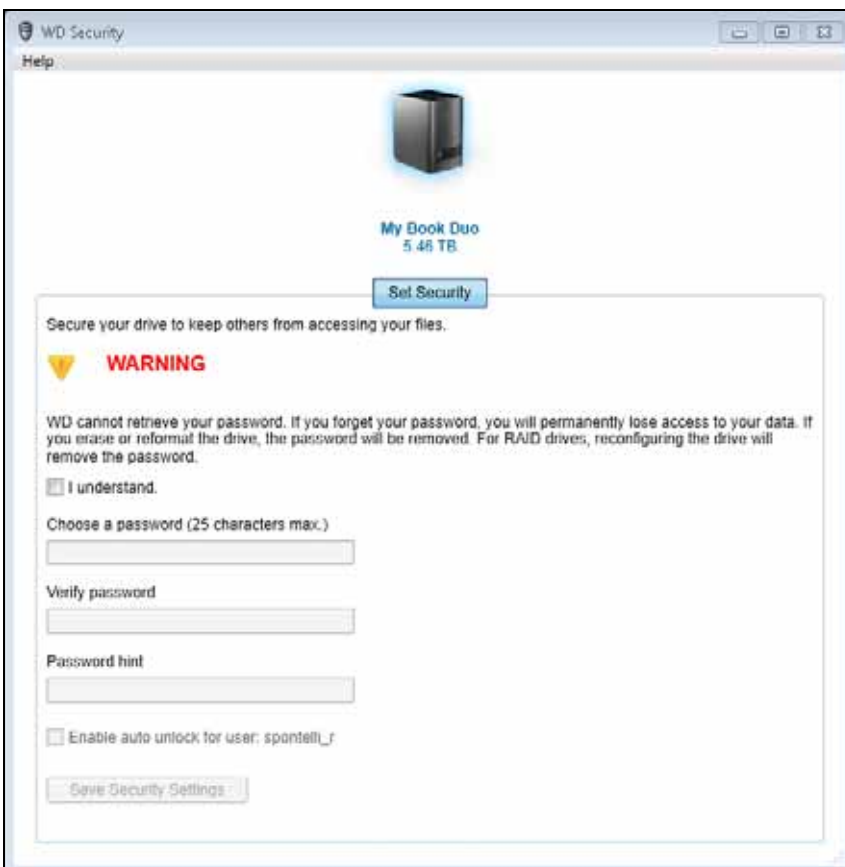 WD Security
Help
My Book Duo
5.46 TB
Set Security
Secure your drive to keep others from accessing your files.
WARNING
WD cannot retrieve your password. If you forget your password, you will permanently lose access to your data. If
you erase or reformat the drive, the password will be removed. For RAID drives, reconfiguring the drive will
remove the password.
I understand.
Choose a password (25 characters max.)
Verify password
Password hint
Enable auto unlock for user: spontelli_r
Save Security Settings